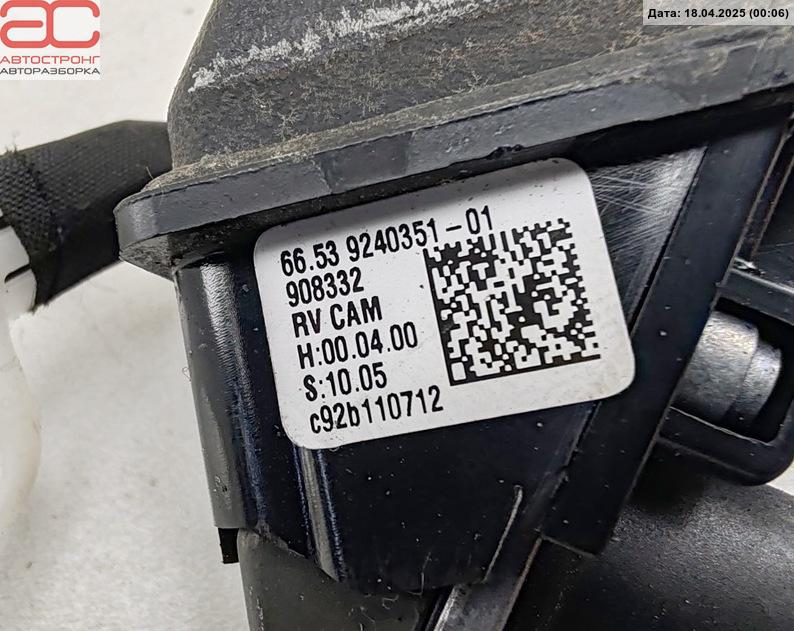 AC
АВТОСТРОНГ
АВТОРАЗБОРКА
Дата: 18.04.2025 (00:06)
66.53 9240351-01
908332
RV CAM
H:00.04.00
S:10.05
c92b110712